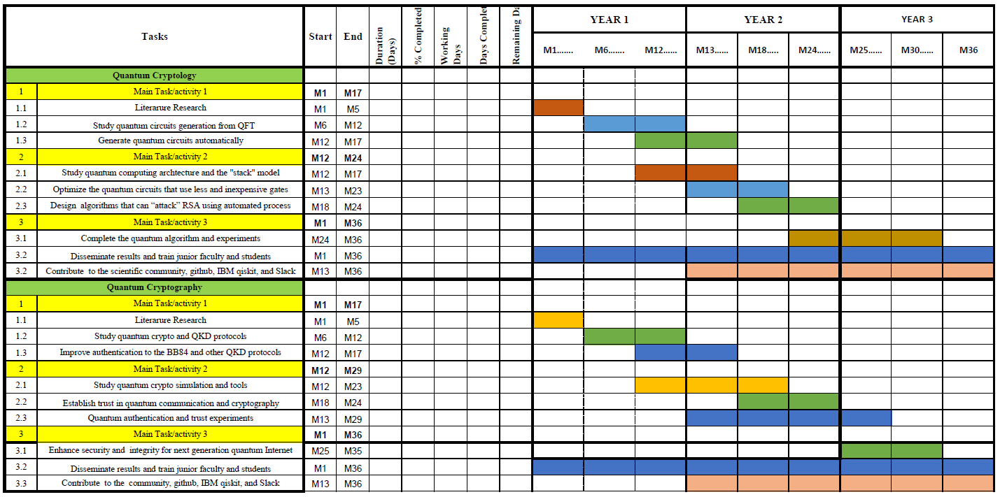 Tasks Start End Duration (Days) % Completed Working Days Days Complet Remaining Da YEAR 1 YEAR 2 YEAR 3
M1....... M6....... M12...... M13...... M18..... M24...... M25...... M30...... M36
Quantum Cryptology
1 Main Task/activity 1 M1 M17
1.1 Literarure Research M1 M5
1.2 Study quantum circuits generation from QFT M6 M12
1.3 Generate quantum circuits automatically M12 M17
2 Main Task/activity 2 M12 M24
2.1 Study quantum computing archtecture and the "stack" model M12 M17
2.2 Optimize the quantum circuits that use less and inexpensive gates M13 M23
2.3 Design algorithms that can “attack” RSA using automated process M18 M24
3 Main Task/activity 3 M1 M36
3.1 Complete the quantum algorithm and experiments M24 M36
3.2 Disseminate results and train junior faculty and students M1 M36
3.2 Contribute to the scientific community, github, IBM qiskit, and Slack M13 M36
Quantum Cryptography
1 Main Task/activity 1 M1 M17
1.1 Literarure Research M1 M5
1.2 Study quantum crypto and QKD protocols M6 M12
1.3 Improve authentication to the BB84 and other QKD protocols M12 M17
2 Main Task/activity 2 M12 M29
2.1 Study quantum crypto simulation and tools M12 M23
2.2 Establish trust in quantum communication and cryptography M18 M24
2.3 Quantum authentication and trust experiments M13 M29
3 Main Task/activity 3 M1 M36
3.1 Enhance security and integrity for next generation quantum Internet M25 M35
3.2 Disseminate results and train junior faculty and students M1 M36
3.3 Contribute to the community, github, IBM qiskit, and Slack M13 M36